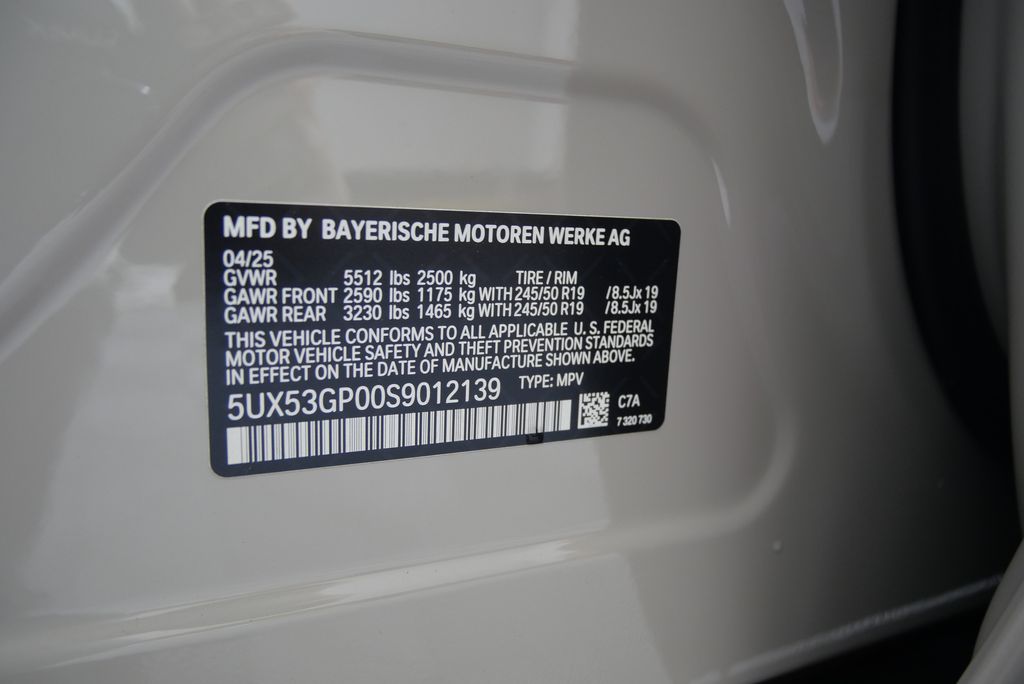 MFD BY BAYERISCHE MOTOREN WERKE AG
04/25
GVWR 5512 lbs 2500 kg TIRE / RIM
GAWR FRONT 2590 lbs 1175 kg WITH 245/50 R19 / 8.5Jx 19
GAWR REAR 3230 lbs 1465 kg WITH 245/50 R19 / 8.5Jx 19
THIS VEHICLE CONFORMS TO ALL APPLICABLE U.S. FEDERAL
MOTOR VEHICLE SAFETY AND THEFT PREVENTION STANDARDS
IN EFFECT ON THE DATE OF MANUFACTURE SHOWN ABOVE.
5UX53GP00S9012139 TYPE: MPV
C7A
7 320 730